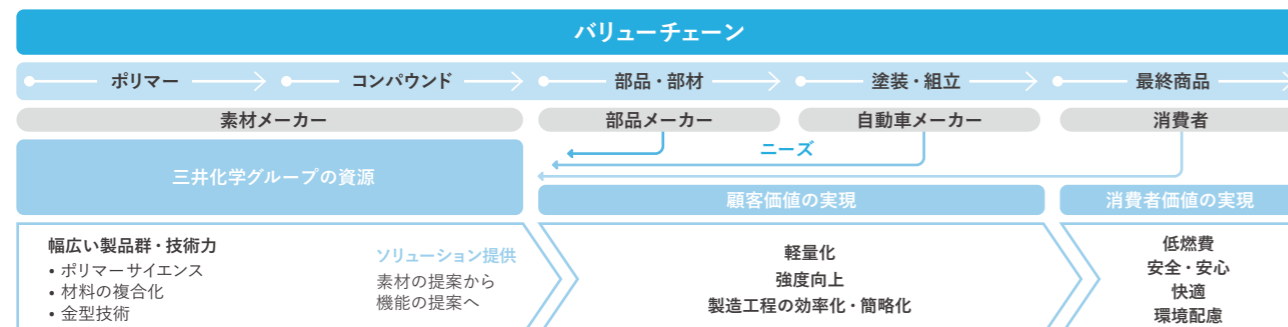 バリューチェーン
ポリマー
コンパウンド
部品・部材
塗装・組立
最終商品
素材メーカー
部品メーカー
自動車メーカー
消費者
ニーズ
三井化学グループの資源
顧客価値の実現
消費者価値の実現
幅広い製品群・技術力
• ポリマーサイエンス
• 材料の複合化
• 金型技術
ソリューション提供
素材の提案から
機能の提案へ
軽量化
強度向上
製造工程の効率化・簡略化
低燃費
安全・安心
快適
環境配慮